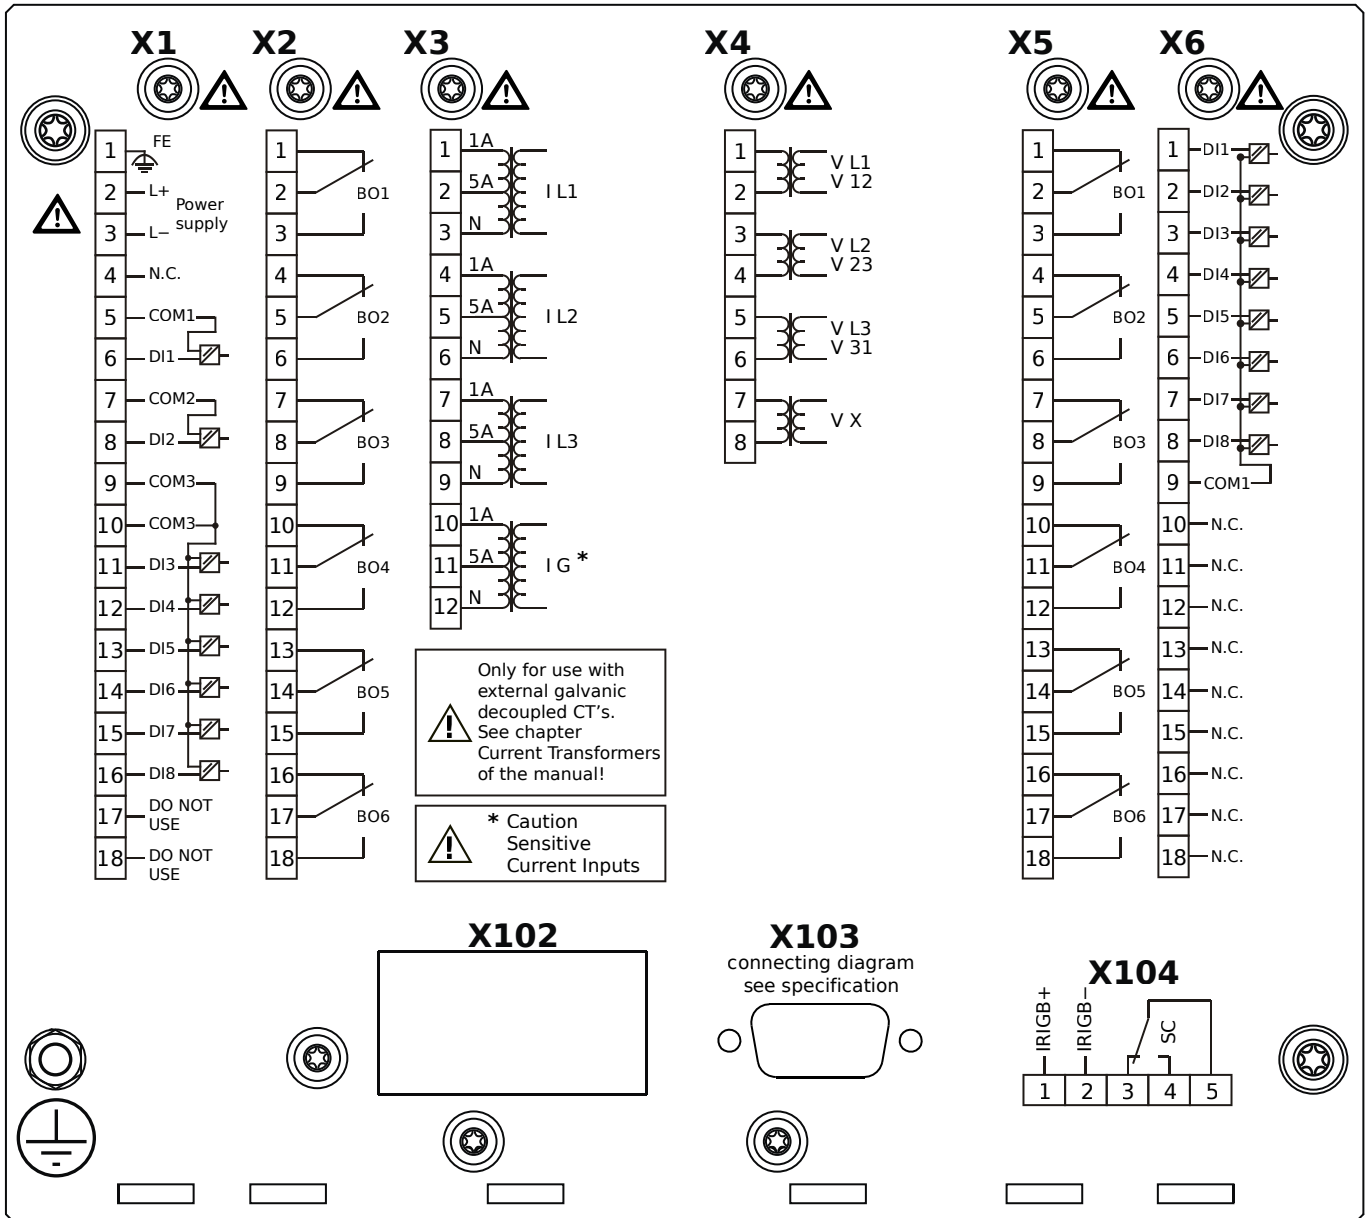 X1 X2 X3 X4 X5 X6
1 FE
2 L+
Power
supply
3 L−
4 N.C.
5 COM1
6 DI1
7 COM2
8 DI2
9 COM3
10 COM3
11 DI3
12 DI4
13 DI5
14 DI6
15 DI7
16 DI8
17 DO NOT
USE
18 DO NOT
USE
1
2 BO1
3
4
5 BO2
6
7
8 BO3
9
10
11 BO4
12
13
14 BO5
15
16
17 BO6
18
1 1A
2 5A I L1
3 N
4 1A
5 5A I L2
6 N
7 1A
8 5A I L3
9 N
10 1A
11 5A I G *
12 N
Only for use with
external galvanic
decoupled CT's.
See chapter
Current Transformers
of the manual!
* Caution
Sensitive
Current Inputs
1 V L1
2 V 12
3 V L2
4 V 23
5 V L3
6 V 31
7 V X
8
1
2 BO1
3
4
5 BO2
6
7
8 BO3
9
10
11 BO4
12
13
14 BO5
15
16
17 BO6
18
1 DI1
2 DI2
3 DI3
4 DI4
5 DI5
6 DI6
7 DI7
8 DI8
9 COM1
10 N.C.
11 N.C.
12 N.C.
13 N.C.
14 N.C.
15 N.C.
16 N.C.
17 N.C.
18 N.C.
X102
X103
connecting diagram
see specification
X104
IRIGB+
IRIGB−
SC
1 2 3 4 5